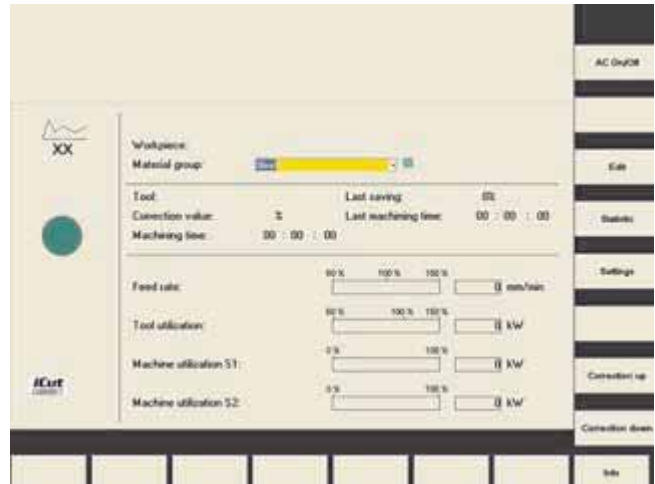 AC On/Off
XX
Workpiece:
Material group:
Edit
Tool: Last saving:
Correction value: % Last machining time: 00 : 00 : 00
Statistic
Machining time: 00 : 00 : 00
Settings
100 % 150 %
Feed rate: 0 mm/min
100 % 150 %
Tool utilization: 0 kW
0 % 100 %
Machine utilization S1: 0 kW
Correction up
iCut
0 % 100 %
Machine utilization S2: 0 kW
Correction down
Info